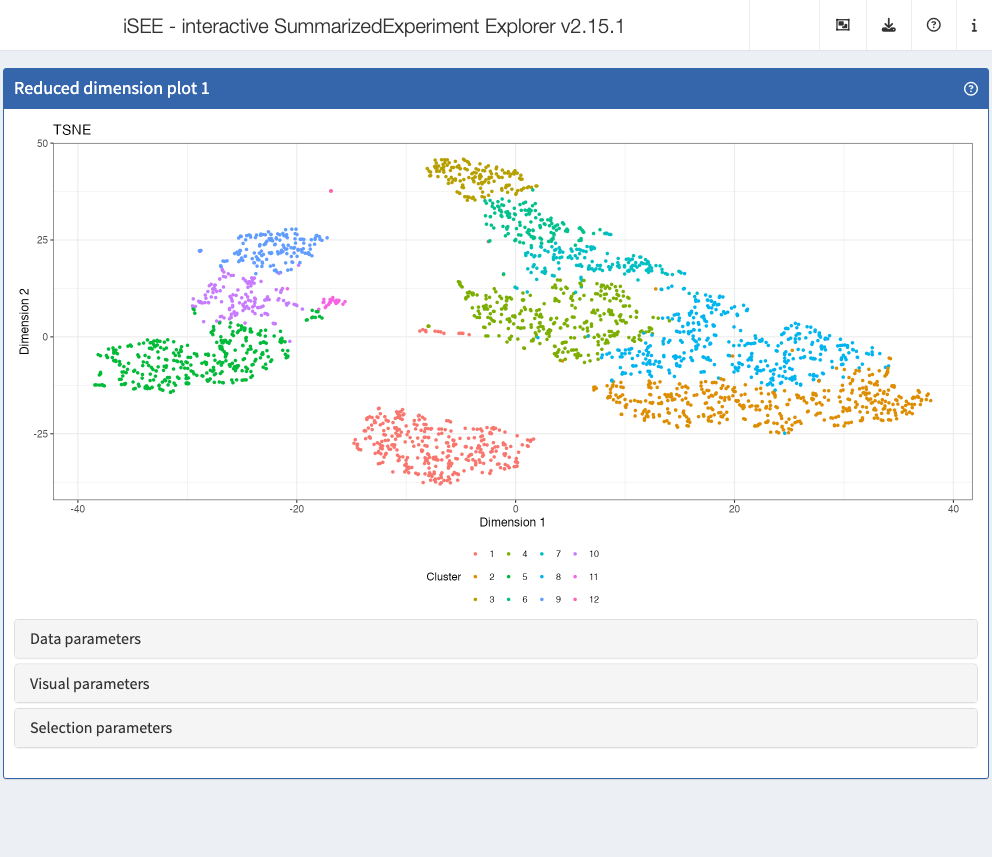 iSEE - interactive SummarizedExperiment Explorer v2.15.1
Reduced dimension plot 1
TSNE
50
25
0
-25
Dimension 2
-40 -20 0 20 40
Dimension 1
Cluster
1 4 7 10
2 5 8 11
3 6 9 12
Data parameters
Visual parameters
Selection parameters